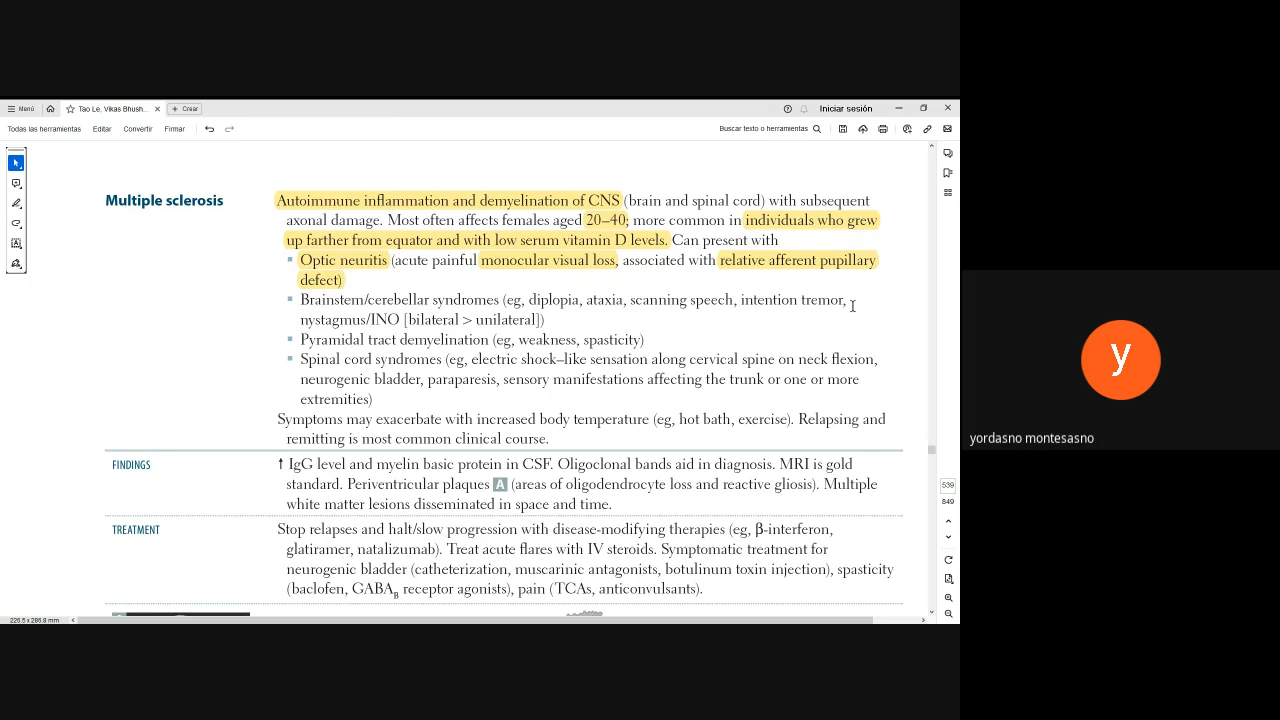 Menú
Tao Le, Vikas Bhush...
Crear
Iniciar sesión
Todas las herramientas Editar Convertir Firmar
Buscar texto o herramientas
Multiple sclerosis
Autoimmune inflammation and demyelination of CNS (brain and spinal cord) with subsequent
axonal damage. Most often affects females aged 20–40; more common in individuals who grew
up farther from equator and with low serum vitamin D levels. Can present with
Optic neuritis (acute painful monocular visual loss, associated with relative afferent pupillary
defect)
Brainstem/cerebellar syndromes (eg, diplopia, ataxia, scanning speech, intention tremor,
nystagmus/INO [bilateral > unilateral])
Pyramidal tract demyelination (eg, weakness, spasticity)
Spinal cord syndromes (eg, electric shock–like sensation along cervical spine on neck flexion,
neurogenic bladder, paraparesis, sensory manifestations affecting the trunk or one or more
extremities)
Symptoms may exacerbate with increased body temperature (eg, hot bath, exercise). Relapsing and
remitting is most common clinical course.
FINDINGS
↑ IgG level and myelin basic protein in CSF. Oligoclonal bands aid in diagnosis. MRI is gold
standard. Periventricular plaques A (areas of oligodendrocyte loss and reactive gliosis). Multiple
white matter lesions disseminated in space and time.
TREATMENT
Stop relapses and halt/slow progression with disease-modifying therapies (eg, β-interferon,
glatiramer, natalizumab). Treat acute flares with IV steroids. Symptomatic treatment for
neurogenic bladder (catheterization, muscarinic antagonists, botulinum toxin injection), spasticity
(baclofen, GABAB receptor agonists), pain (TCAs, anticonvulsants).
539
849
226.5 x 286.8 mm
y
yordasno montesasno